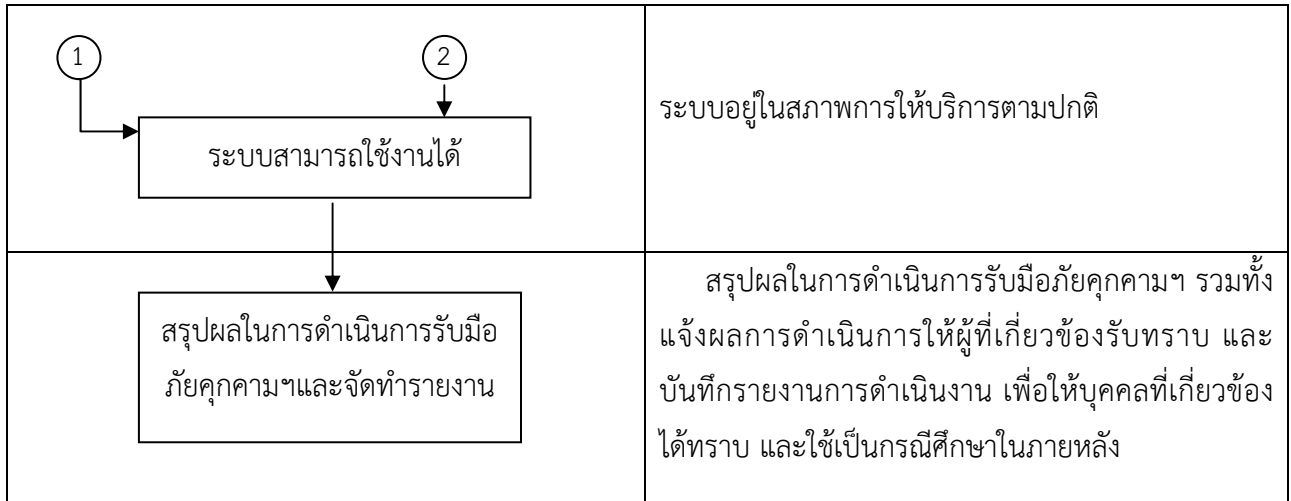 1
2
ระบบสามารถใช้งานได้
ระบบอยู่ในสภาพการให้บริการตามปกติ
สรุปผลในการดำเนินการรับมือ
ภัยคุกคามฯและจัดทำรายงาน
สรุปผลในการดำเนินการรับมือภัยคุกคามฯ รวมทั้ง
แจ้งผลการดำเนินการให้ผู้ที่เกี่ยวข้องรับทราบ และ
บันทึกรายงานการดำเนินงาน เพื่อให้บุคคลที่เกี่ยวข้อง
ได้ทราบ และใช้เป็นกรณีศึกษาในภายหลัง